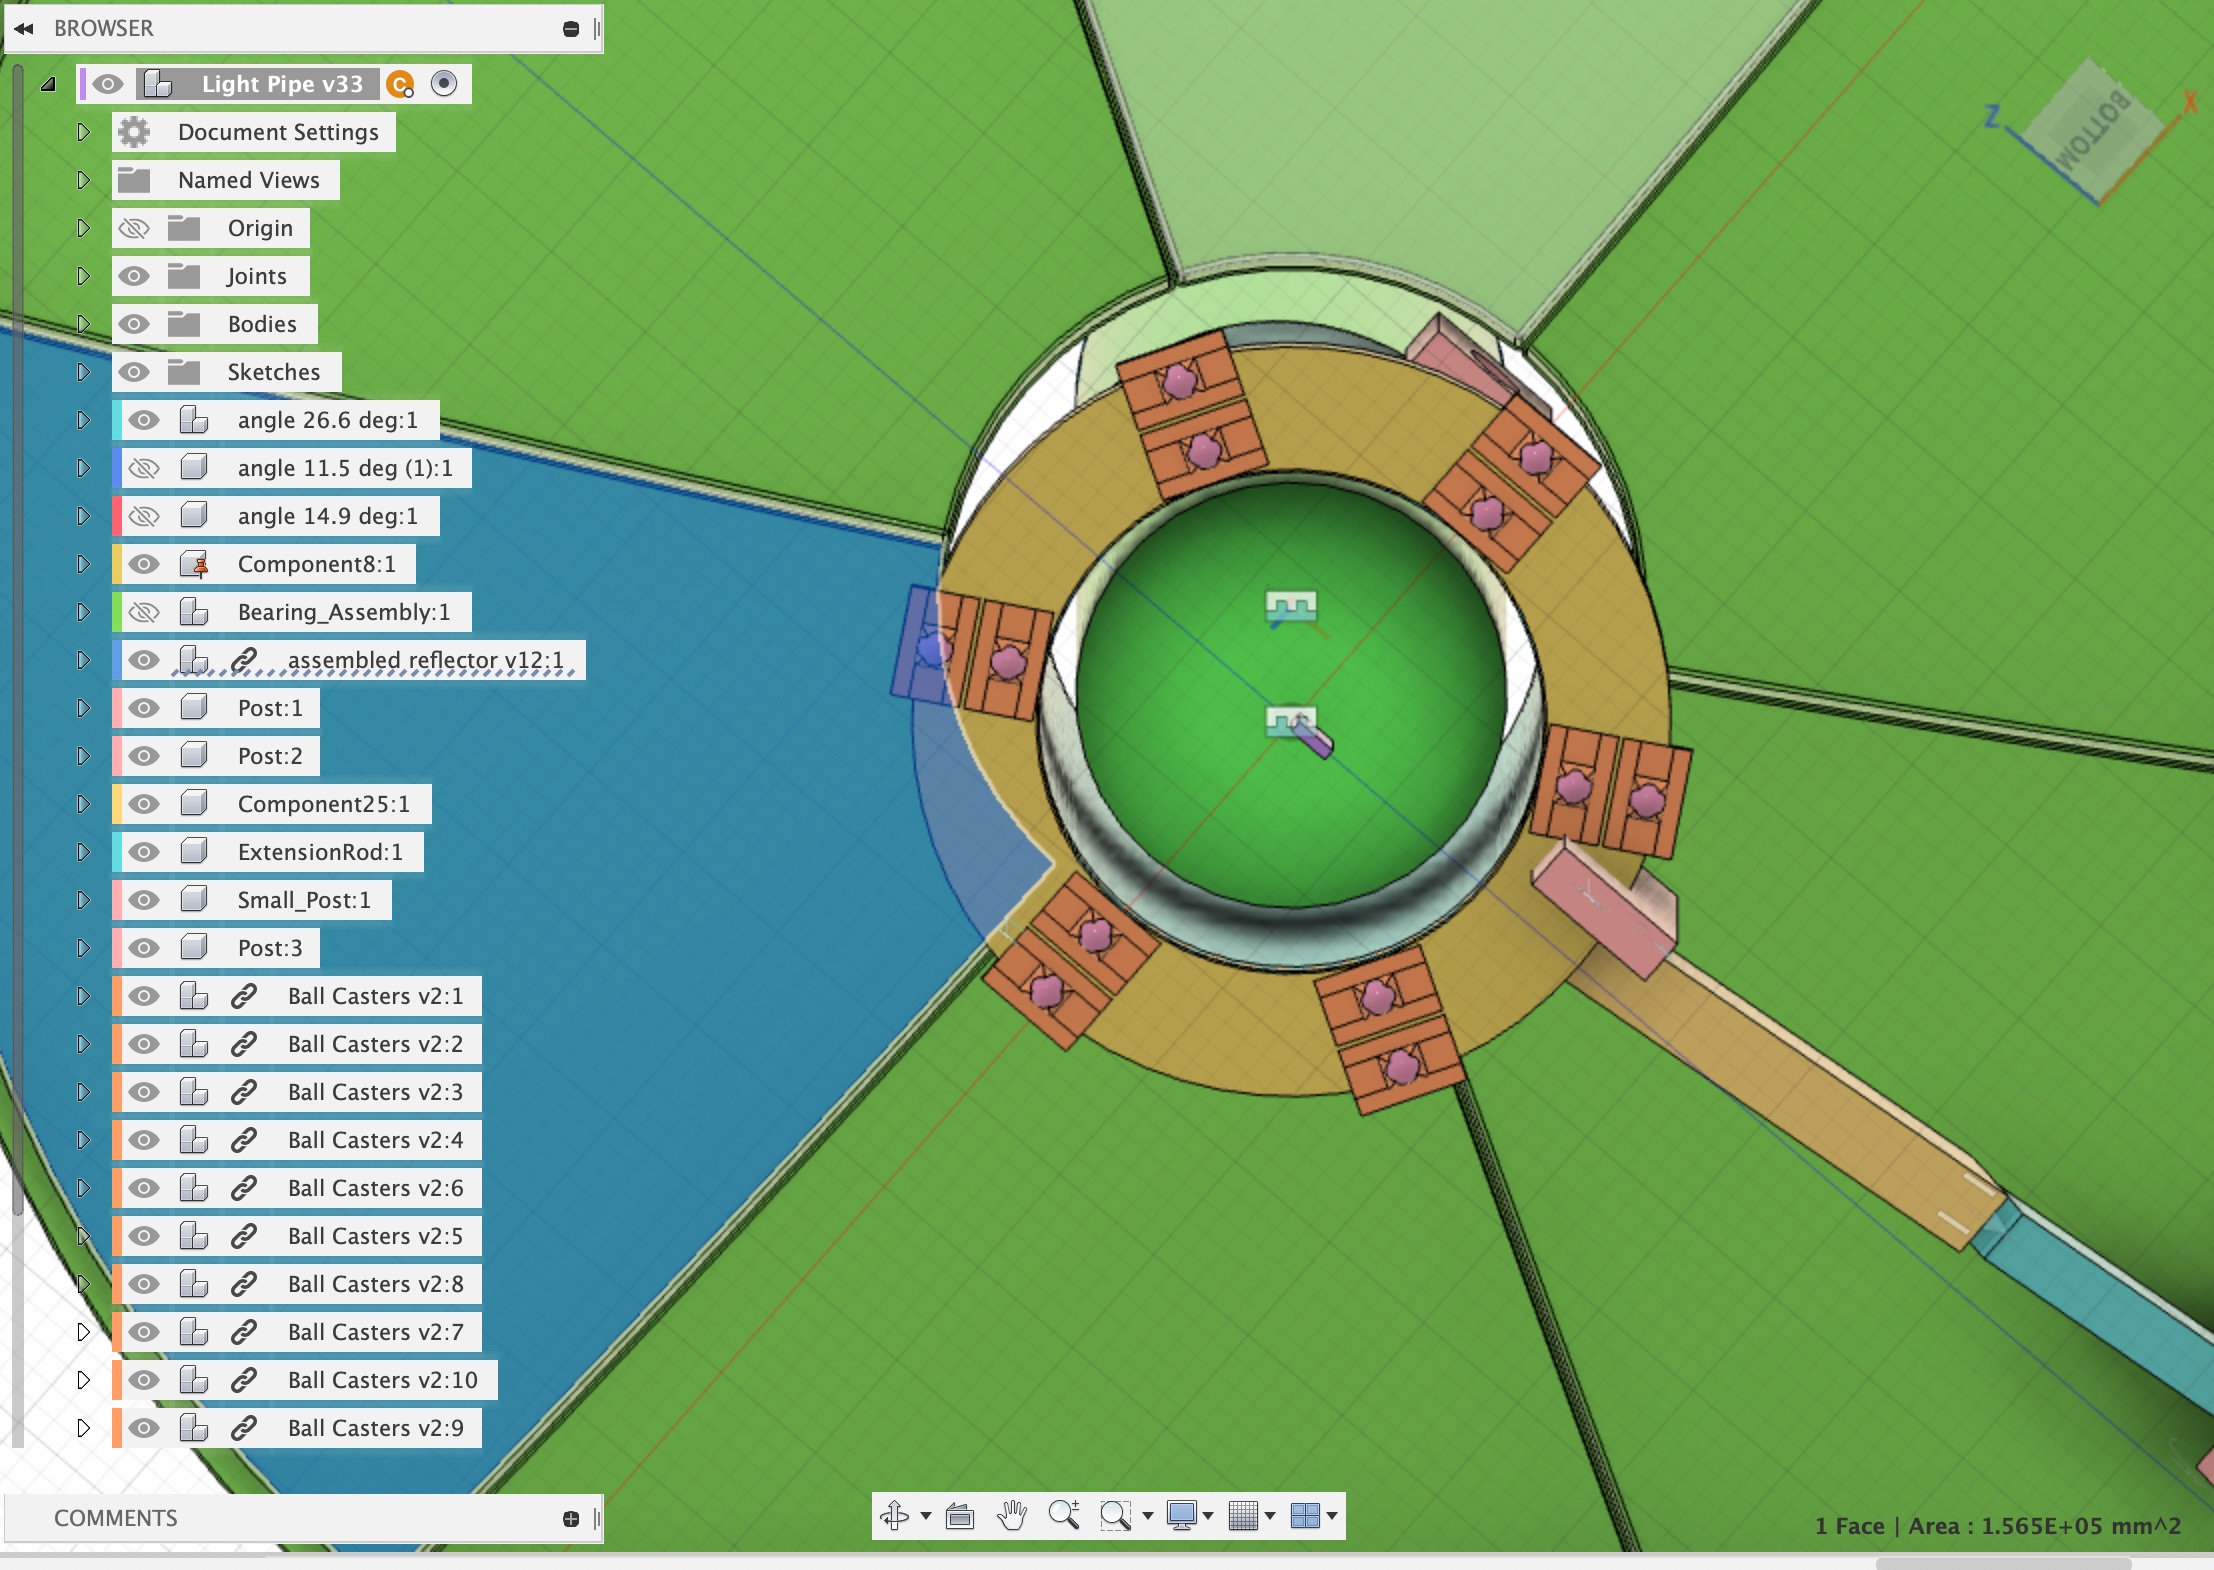 BROWSER
Light Pipe v33
Document Settings
Named Views
Origin
Joints
Bodies
Sketches
angle 26.6 deg:1
angle 11.5 deg (1):1
angle 14.9 deg:1
Component8:1
Bearing_Assembly:1
assembled reflector v12:1
Post:1
Post:2
Component25:1
ExtensionRod:1
Small_Post:1
Post:3
Ball Casters v2:1
Ball Casters v2:2
Ball Casters v2:3
Ball Casters v2:4
Ball Casters v2:6
Ball Casters v2:5
Ball Casters v2:8
Ball Casters v2:7
Ball Casters v2:10
Ball Casters v2:9
COMMENTS
Z
BOTTOM
X
1 Face | Area : 1.565E+05 mm^2